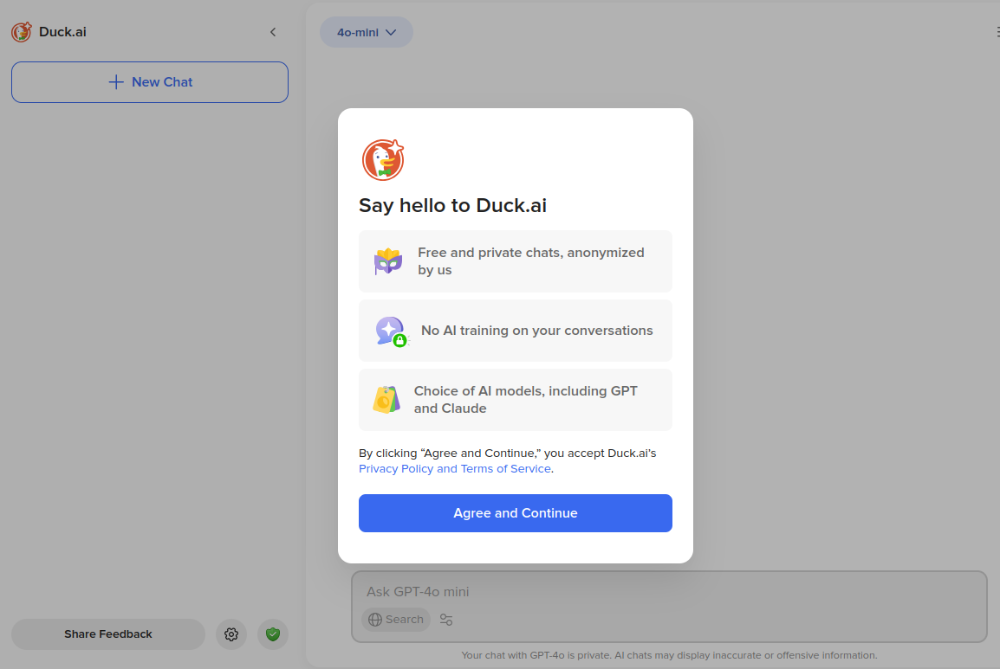 Duck.ai
New Chat
4o-mini
Say hello to Duck.ai
Free and private chats, anonymized
by us
No AI training on your conversations
Choice of AI models, including GPT
and Claude
By clicking “Agree and Continue,” you accept Duck.ai's
Privacy Policy and Terms of Service.
Agree and Continue
Ask GPT-4o mini
Search
Share Feedback
Your chat with GPT-4o is private. AI chats may display inaccurate or offensive information.